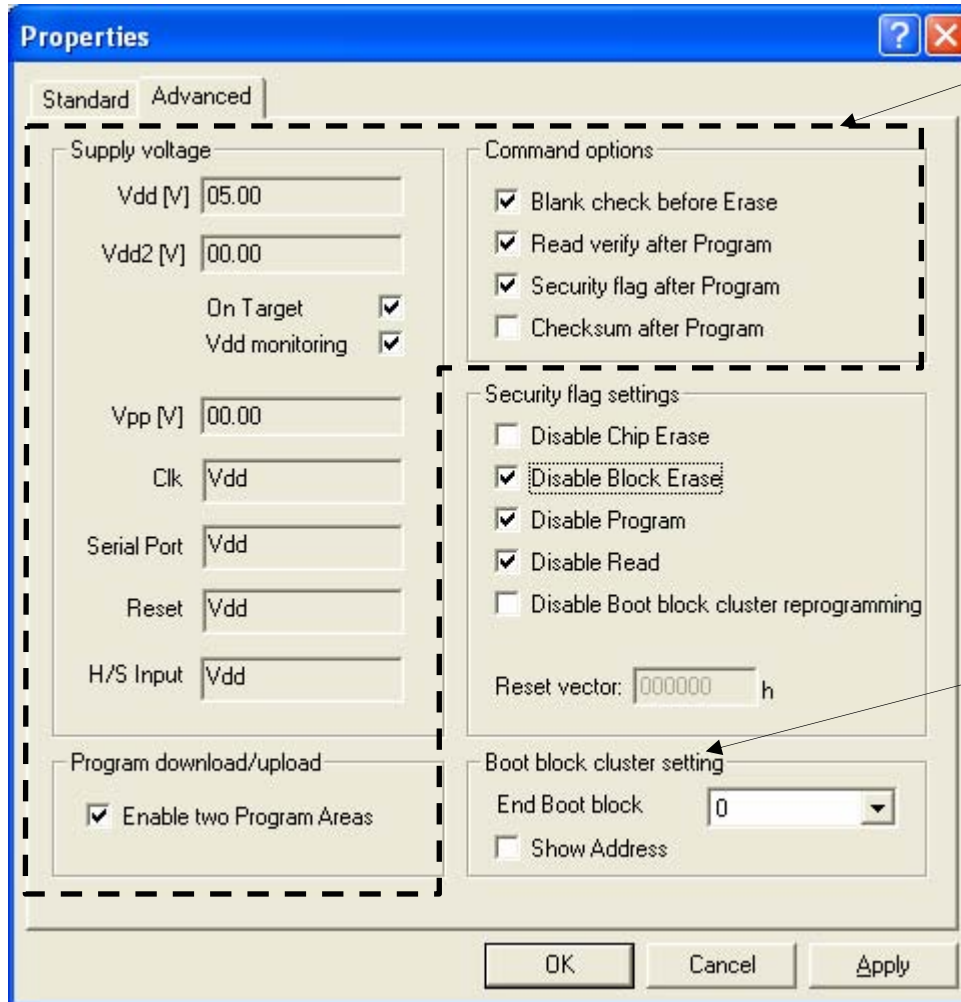 Properties
Standard
Advanced
Supply voltage
Vdd [V] 05.00
Vdd2 [V] 00.00
On Target
Vdd monitoring
Vpp [V] 00.00
Clk Vdd
Serial Port Vdd
Reset Vdd
H/S Input Vdd
Program download/upload
Enable two Program Areas
Command options
Blank check before Erase
Read verify after Program
Security flag after Program
Checksum after Program
Security flag settings
Disable Chip Erase
Disable Block Erase
Disable Program
Disable Read
Disable Boot block cluster reprogramming
Reset vector: 000000 h
Boot block cluster setting
End Boot block 0
Show Address
OK
Cancel
Apply